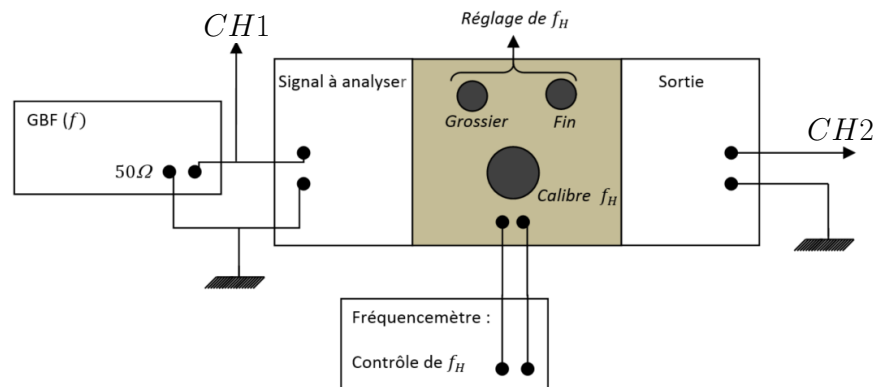 Réglage de f_H
CH1
Signal à analyser
Sortie
GBF (f)
Grossier
Fin
CH2
50Ω
Calibre f_H
Fréquencemètre :
Contrôle de f_H